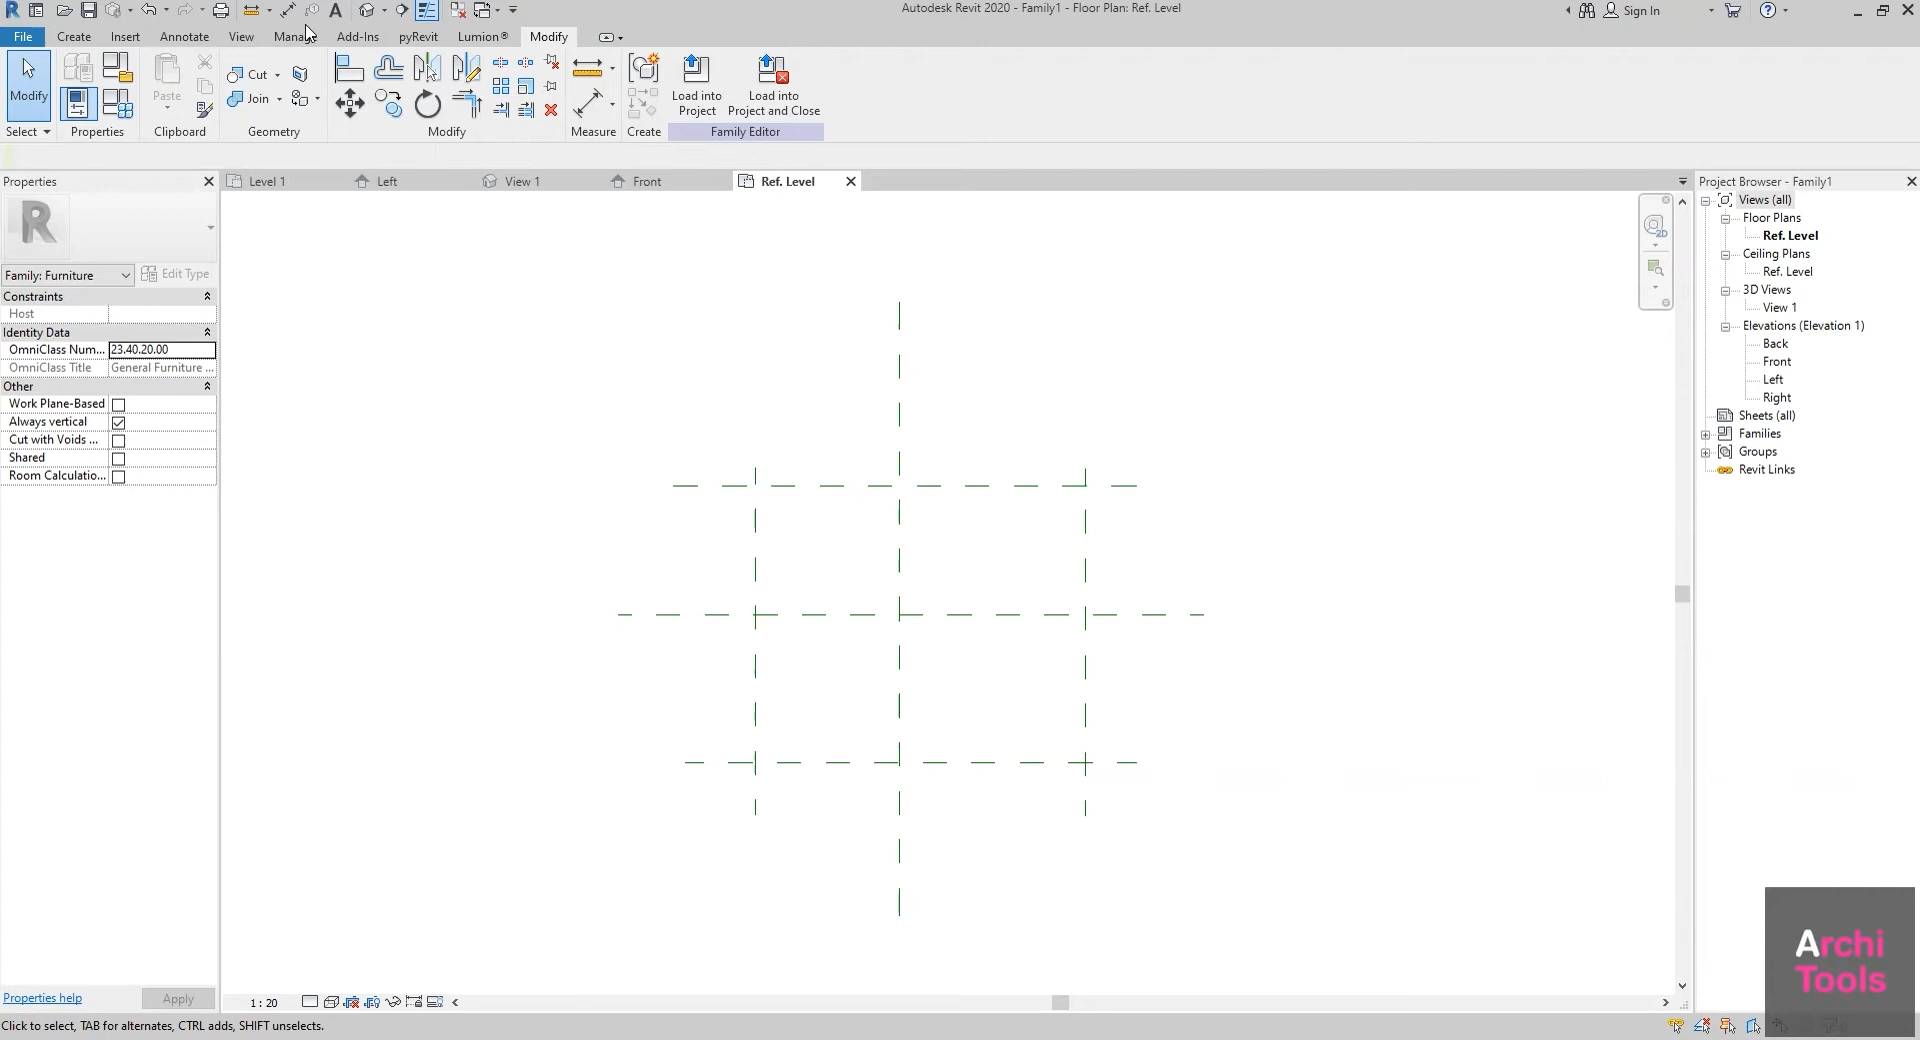 Autodesk Revit 2020 - Family1 - Floor Plan: Ref. Level
Sign In
File Create Insert Annotate View Manag Add-Ins pyRevit Lumion® Modify
Modify
Paste
Cut
Join
Load into
Project
Load into
Project and Close
Select Properties Clipboard Geometry Modify Measure Create Family Editor
Properties
Level 1 Left View 1 Front Ref. Level
Family: Furniture Edit Type
Constraints
Host
Identity Data
OmniClass Num... 23.40.20.00
OmniClass Title General Furniture ...
Other
Work Plane-Based
Always vertical
Cut with Voids ...
Shared
Room Calculatio...
Project Browser - Family1
Views (all)
Floor Plans
Ref. Level
Ceiling Plans
Ref. Level
3D Views
View 1
Elevations (Elevation 1)
Back
Front
Left
Right
Sheets (all)
Families
Groups
Revit Links
2D
Archi
Tools
Properties help Apply
1 : 20
Click to select, TAB for alternates, CTRL adds, SHIFT unselects.